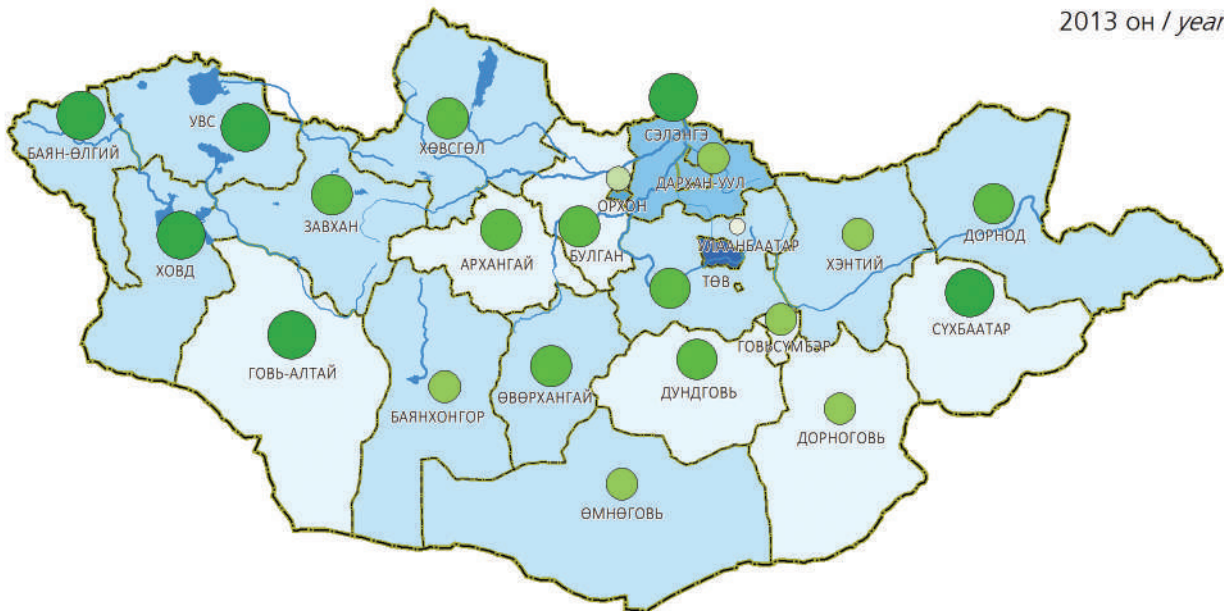 2013 он / year
УВС
БАЯН-ӨЛГИЙ
ХӨВСГӨЛ
СЭЛЭНГЭ
ДАРХАН-УУЛ
ОРХОН
ЗАВХАН
ХОВД
АРХАНГАЙ
БУЛГАН
УЛААНБААТАР
ТӨВ
ХЭНТИЙ
ДОРНОД
СҮХБААТАР
ГОВЬСҮМБЭР
ГОВЬ-АЛТАЙ
БАЯНХОНГОР
ӨВӨРХАНГАЙ
ДУНДГОВЬ
ДОРНОГОВЬ
ӨМНӨГОВЬ